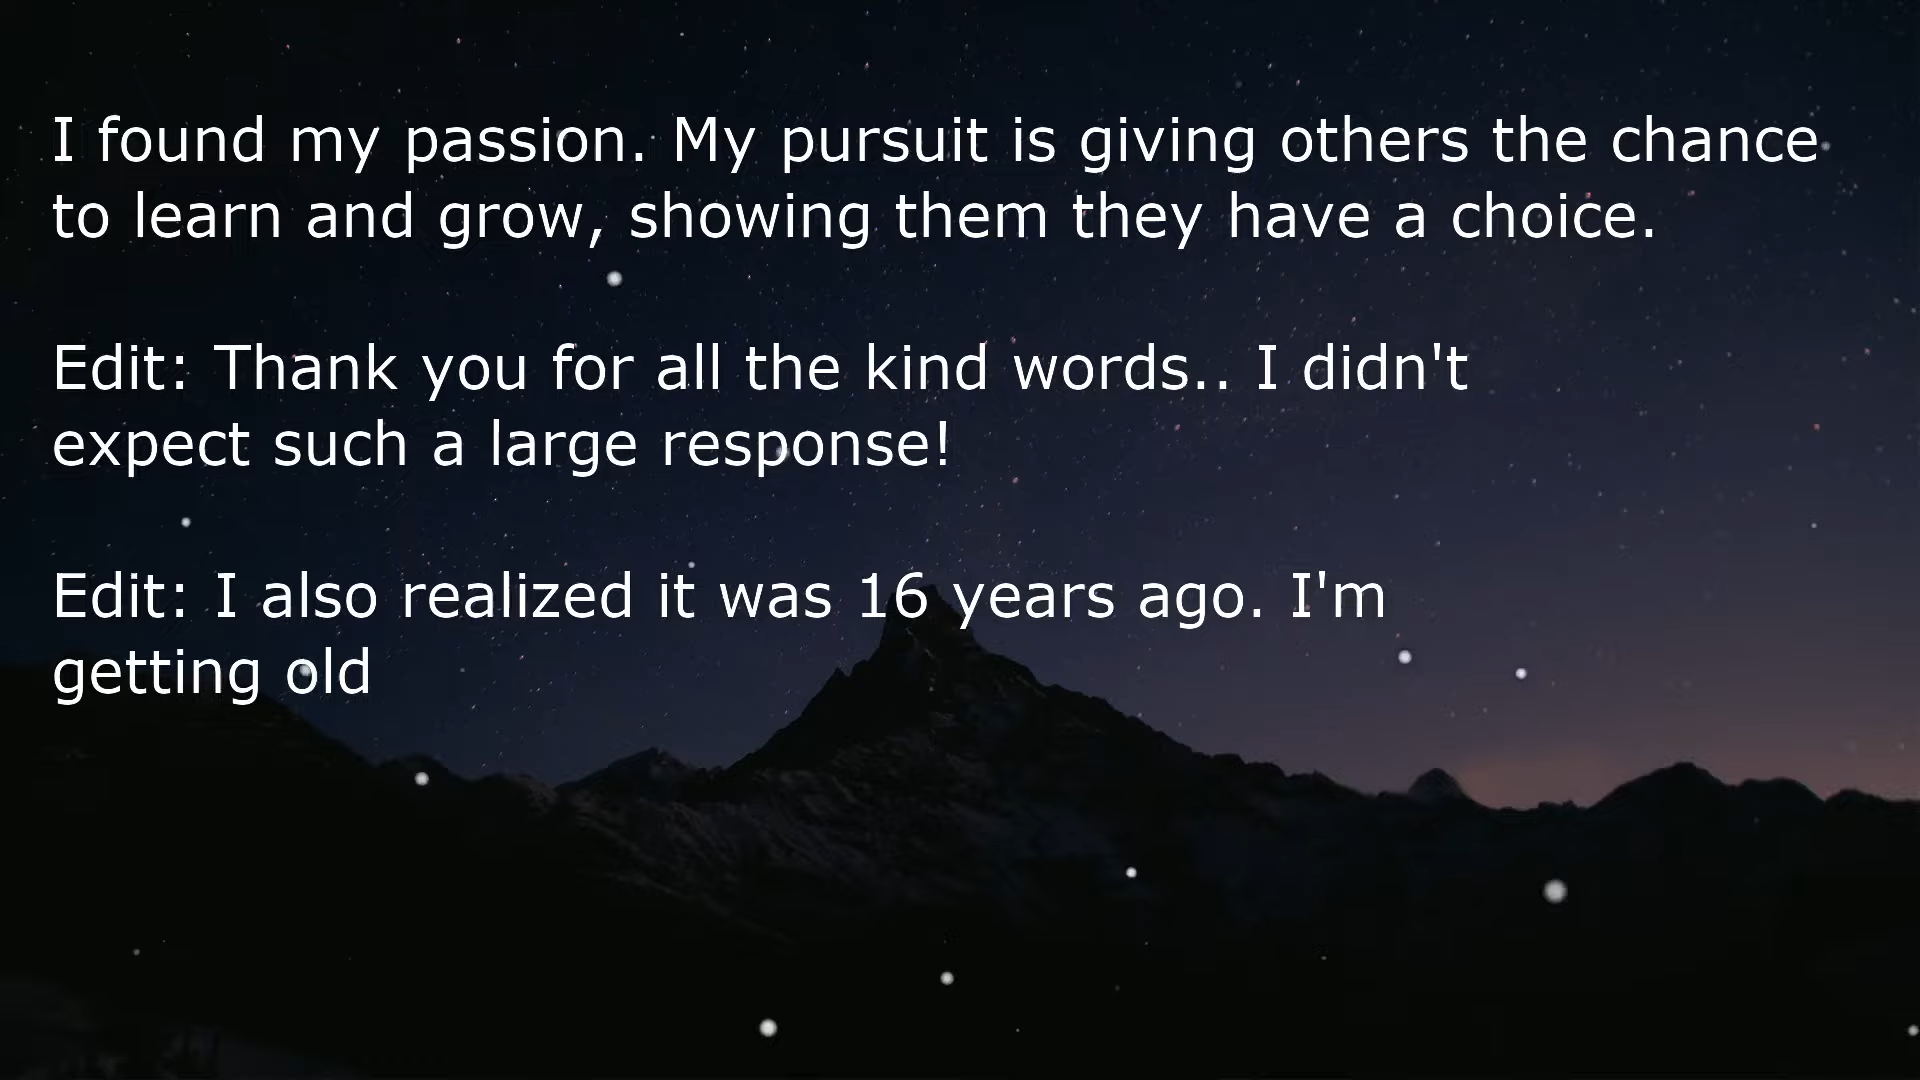 I found my passion. My pursuit is giving others the chance
to learn and grow, showing them they have a choice.
Edit: Thank you for all the kind words.. I didn't
expect such a large response!
Edit: I also realized it was 16 years ago. I'm
getting old